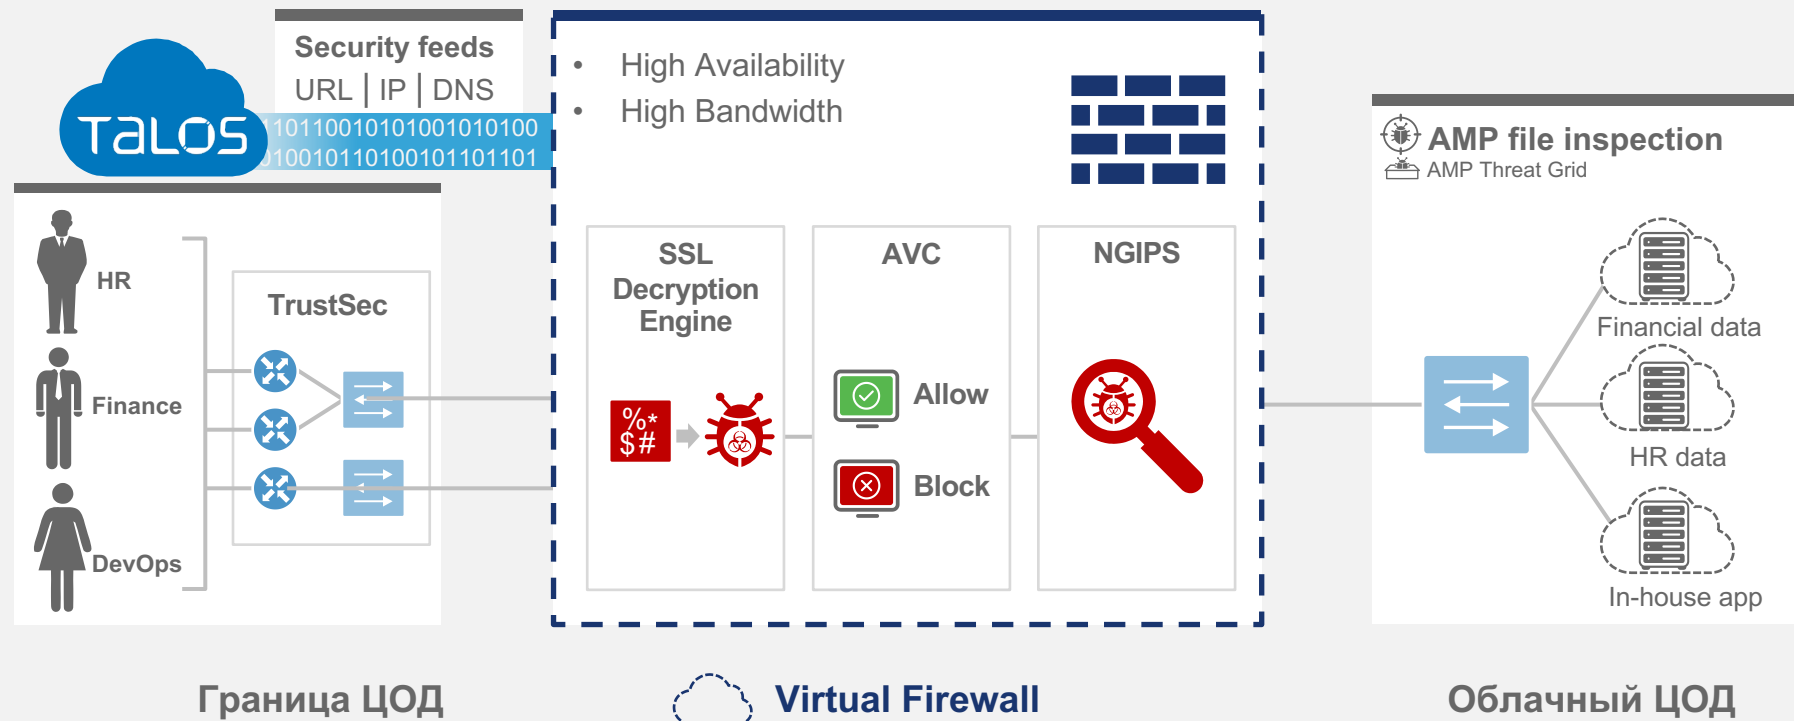 Security feeds
URL | IP | DNS
TALOS
1011001010100101010
0100101101001011011
• High Availability
• High Bandwidth
AMP file inspection
AMP Threat Grid
HR
Finance
DevOps
TrustSec
SSL
Decryption
Engine
%*
$#
AVC
Allow
Block
NGIPS
Financial data
HR data
In-house app
Граница ЦОД
Virtual Firewall
Облачный ЦОД